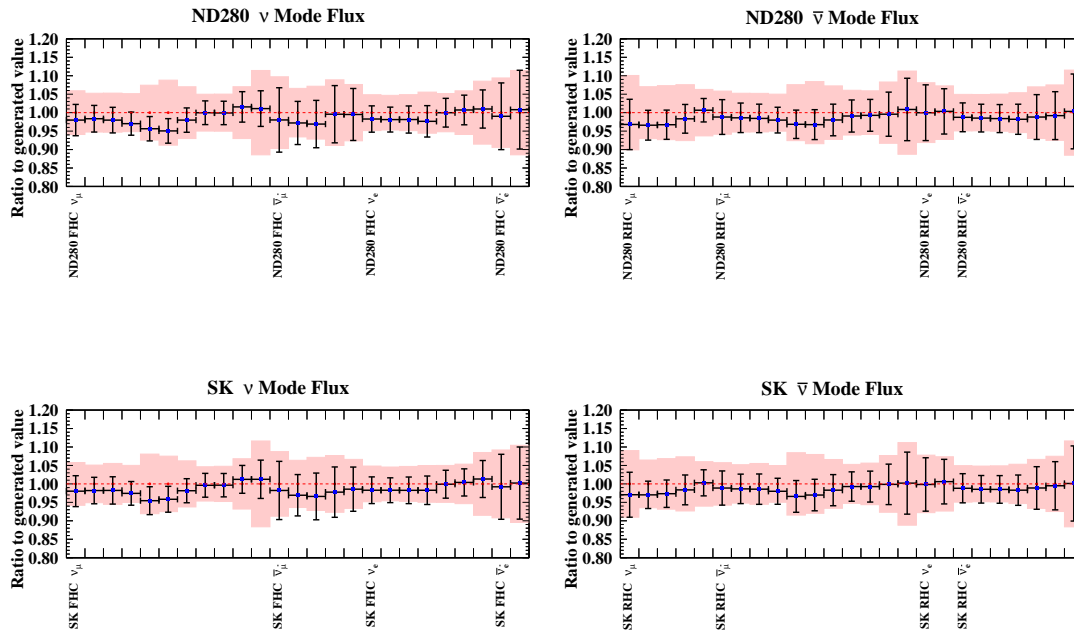 ND280 ν Mode Flux
Ratio to generated value
1.20
1.15
1.10
1.05
1.00
0.95
0.90
0.85
0.80
ND280 FHC ν_μ
ND280 FHC ν̅_μ
ND280 FHC ν_e
ND280 FHC ν̅_e
ND280 ν̅ Mode Flux
Ratio to generated value
1.20
1.15
1.10
1.05
1.00
0.95
0.90
0.85
0.80
ND280 RHC ν_μ
ND280 RHC ν̅_μ
ND280 RHC ν_e
ND280 RHC ν̅_e
SK ν Mode Flux
Ratio to generated value
1.20
1.15
1.10
1.05
1.00
0.95
0.90
0.85
0.80
SK FHC ν_μ
SK FHC ν̅_μ
SK FHC ν_e
SK FHC ν̅_e
SK ν̅ Mode Flux
Ratio to generated value
1.20
1.15
1.10
1.05
1.00
0.95
0.90
0.85
0.80
SK RHC ν_μ
SK RHC ν̅_μ
SK RHC ν_e
SK RHC ν̅_e